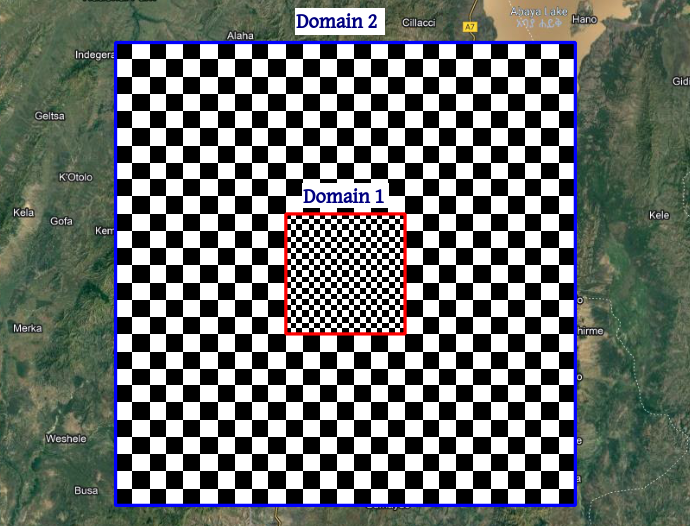 Domain 2
Cillacci
Abaya Lake
Hano
A7
Alaha
Indegera
Gidi
Geltsa
K'Otolo
Domain 1
Kela
Gofa
Kele
Kem
Merka
hirme
Weshele
Busa